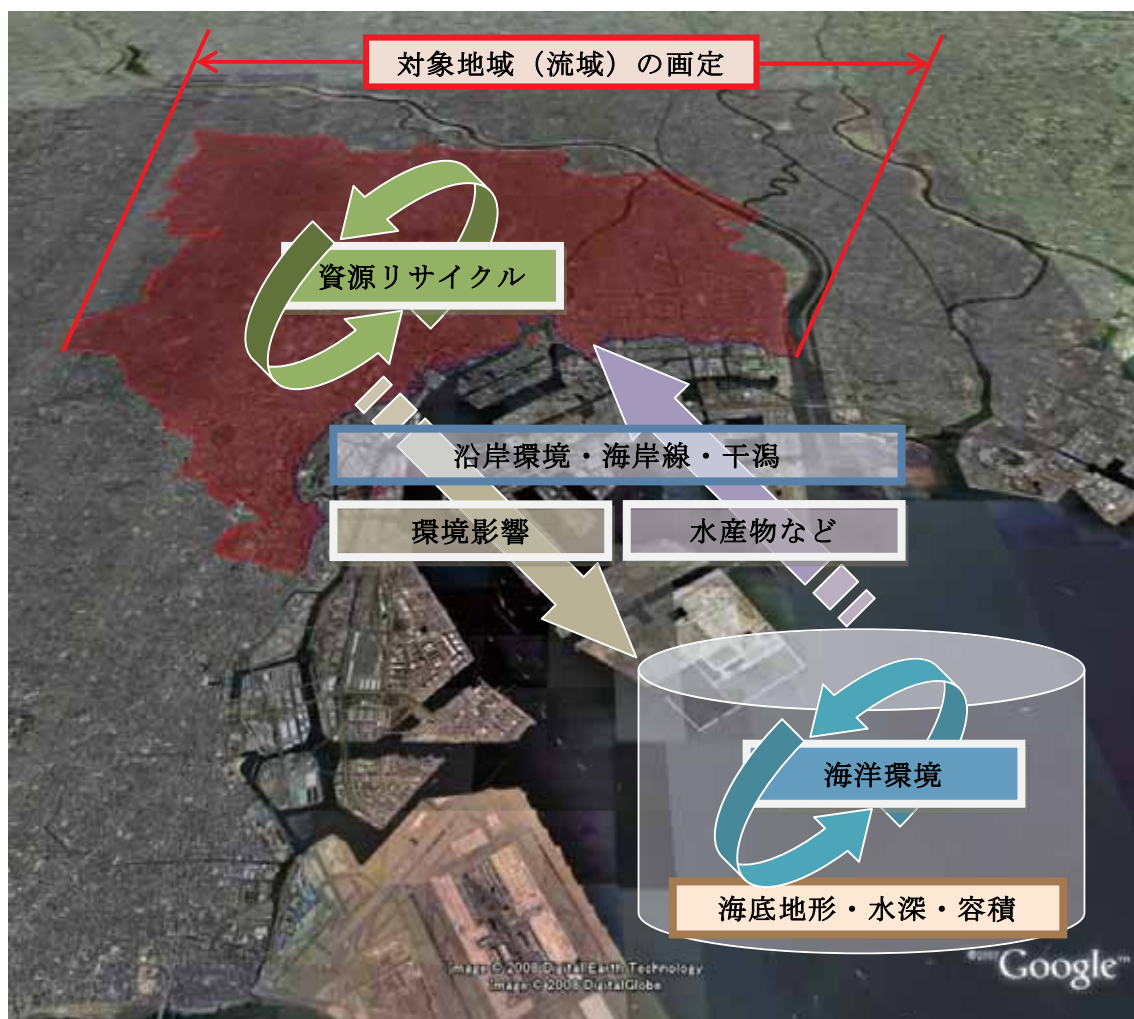 対象地域（流域）の画定
資源リサイクル
沿岸環境・海岸線・干潟
環境影響
水産物など
海洋環境
海底地形・水深・容積
Image © 2008 Digital Earth Technology
Image © 2008 DigitalGlobe
Google™